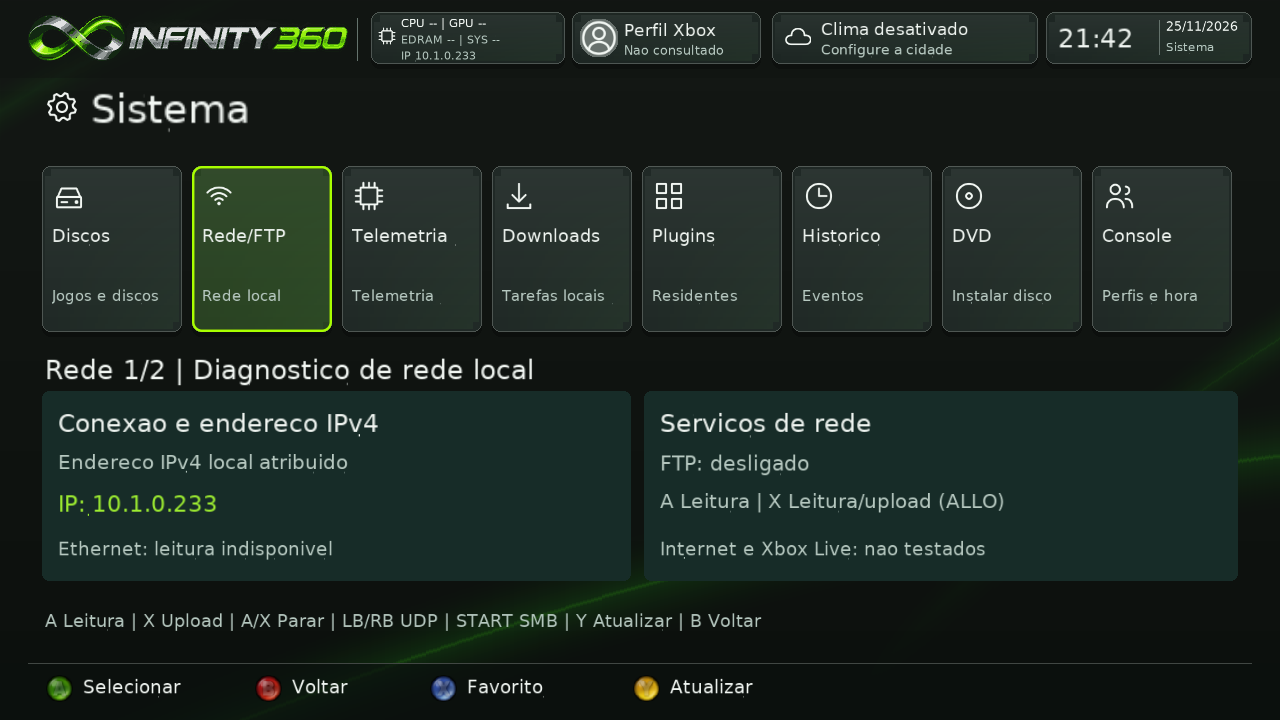 INFINITY 360
CPU -- | GPU --
EDRAM -- | SYS --
IP 10.1.0.233
Perfil Xbox
Nao consultado
Clima desativado
Configure a cidade
21:42
25/11/2026
Sistema
Sistema
Discos
Jogos e discos
Rede/FTP
Rede local
Telemetria
Telemetria
Downloads
Tarefas locais
Plugins
Residentes
Historico
Eventos
DVD
Instalar disco
Console
Perfis e hora
Rede 1/2 | Diagnostico de rede local
Conexao e endereco IPv4
Endereco IPv4 local atribuido
IP: 10.1.0.233
Ethernet: leitura indisponivel
Servicos de rede
FTP: desligado
A Leitura | X Leitura/upload (ALLO)
Internet e Xbox Live: nao testados
A Leitura | X Upload | A/X Parar | LB/RB UDP | START SMB | Y Atualizar | B Voltar
Selecionar
Voltar
Favorito
Atualizar